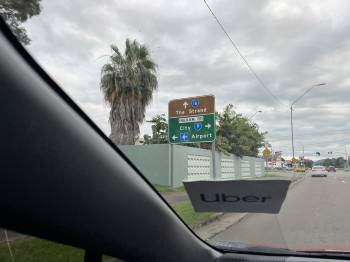 The Strand
City
Airport
Uber